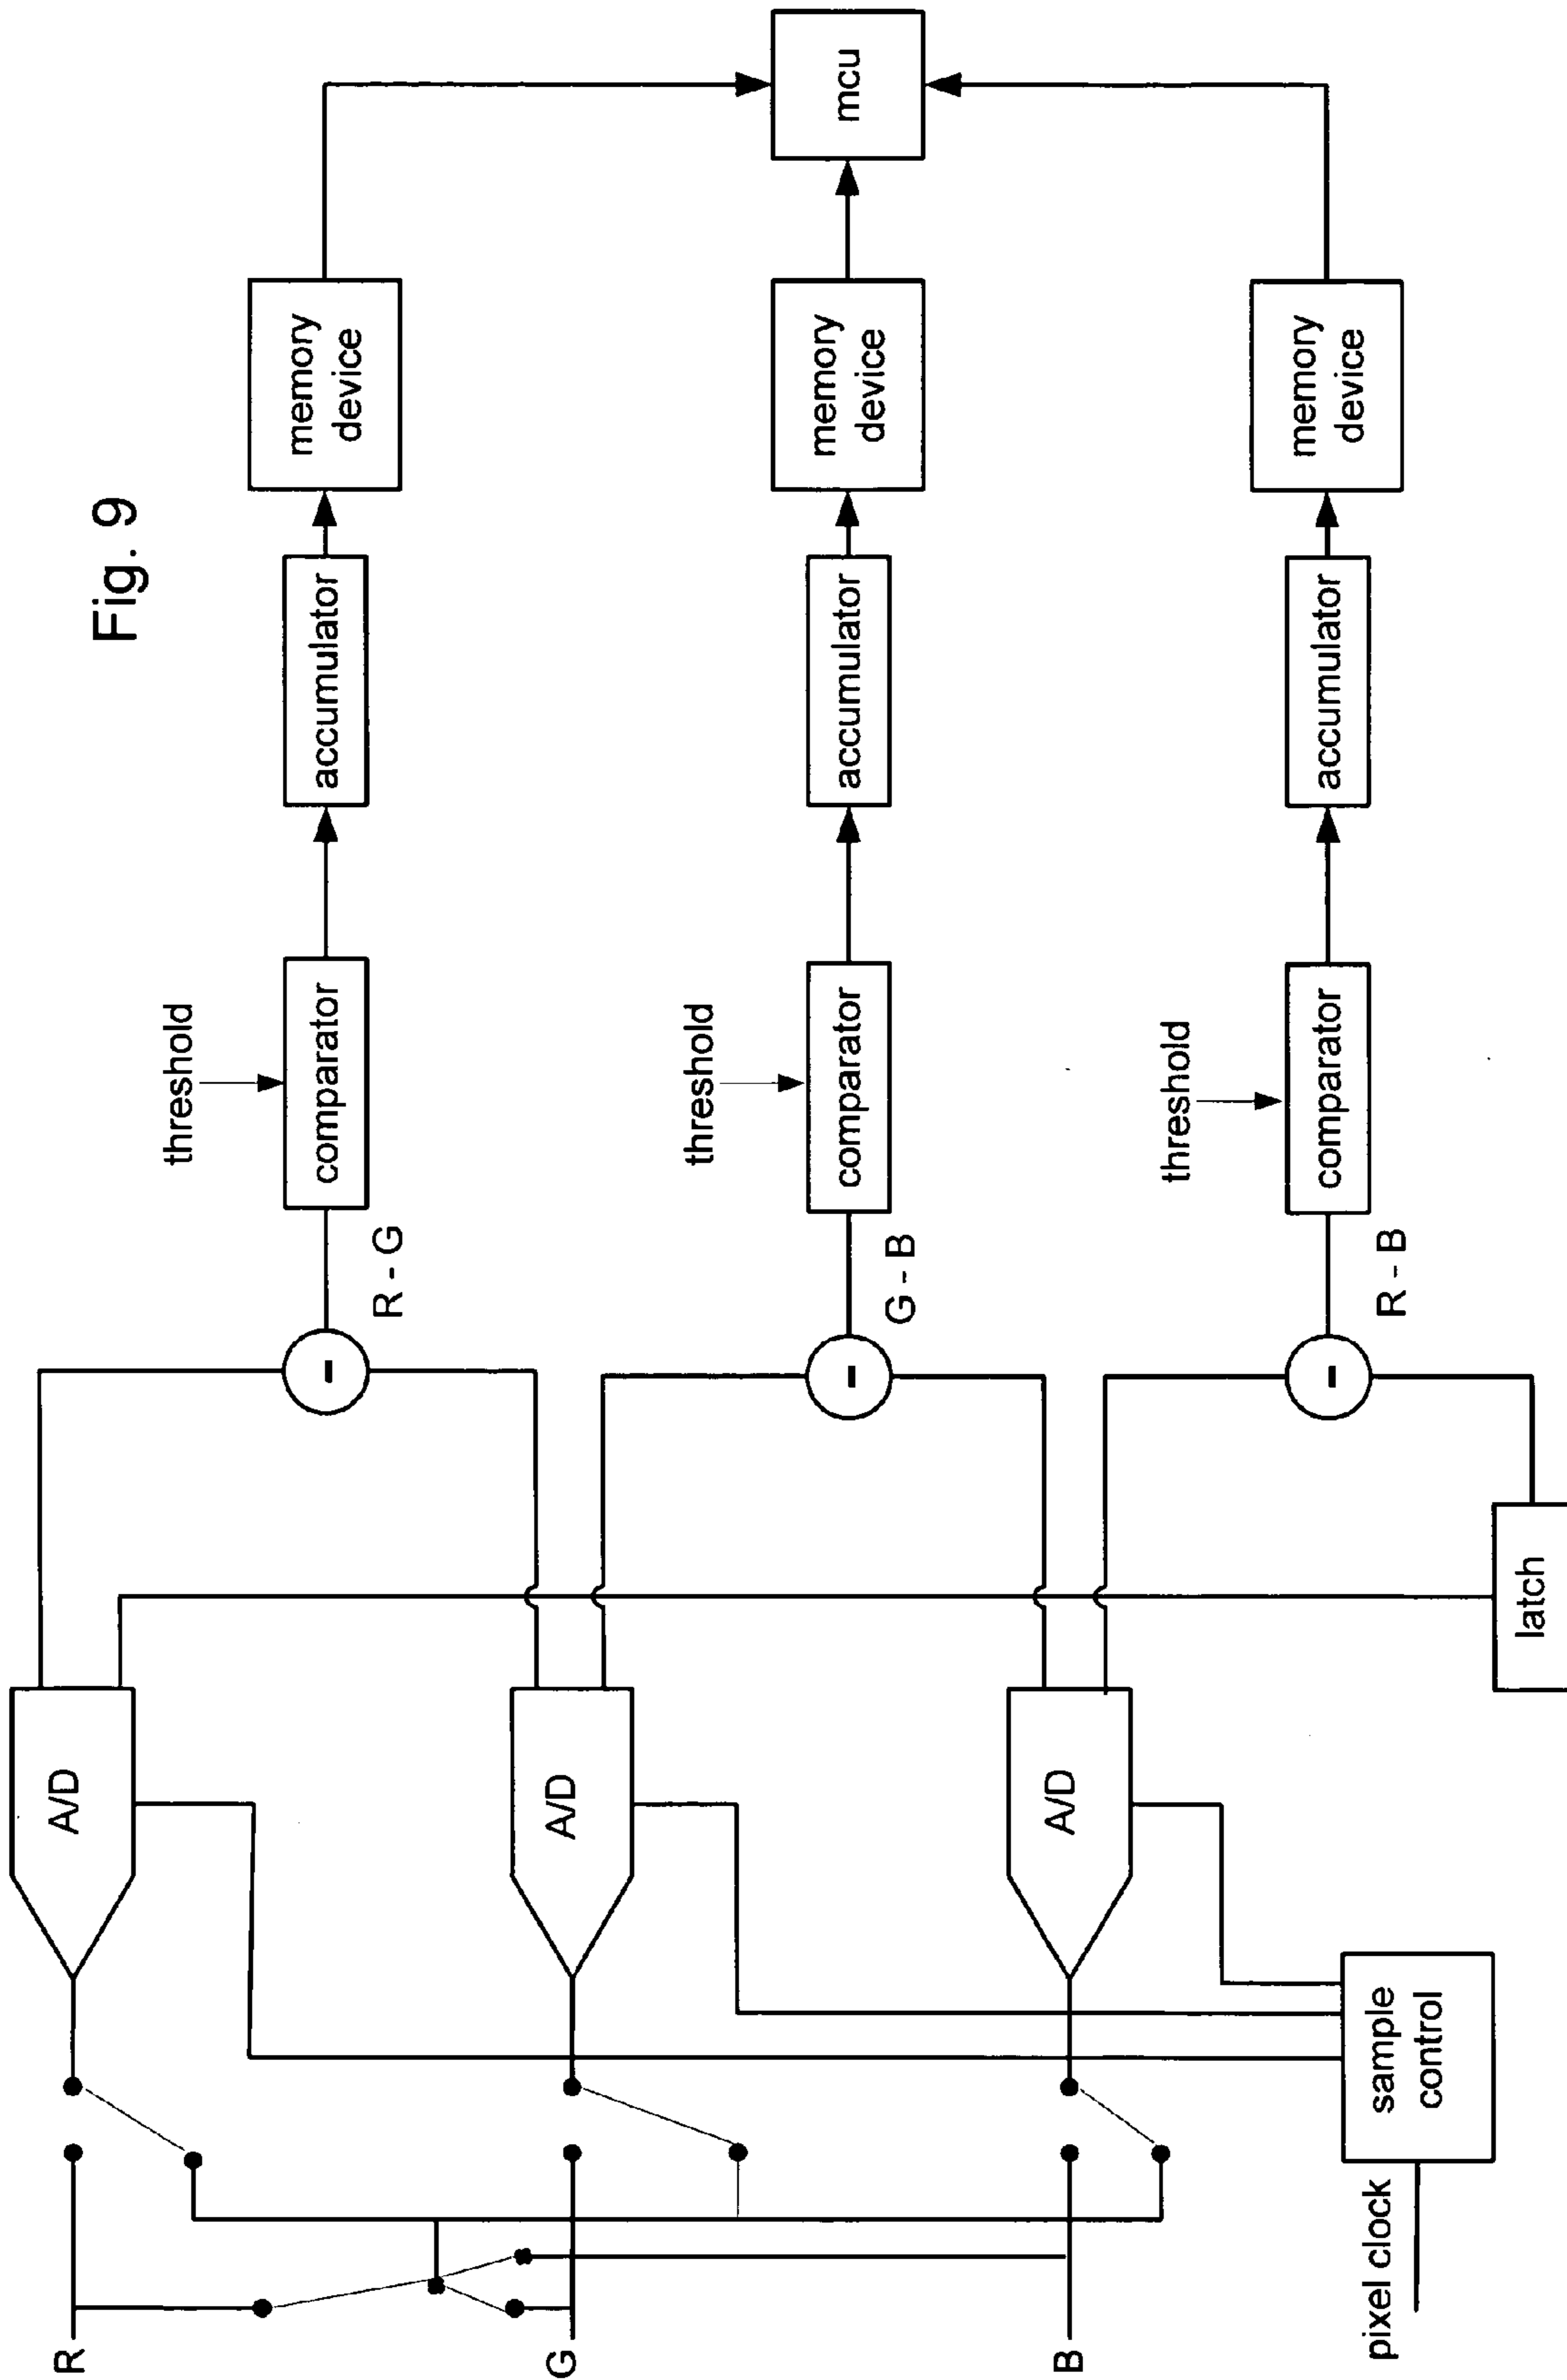 Fig. 9
R
G
B
pixel clock
A/D
A/D
A/D
sample
control
latch
R - G
G - B
R - B
threshold
threshold
threshold
comparator
comparator
comparator
accumulator
accumulator
accumulator
memory
device
memory
device
memory
device
mcu
-
-
-